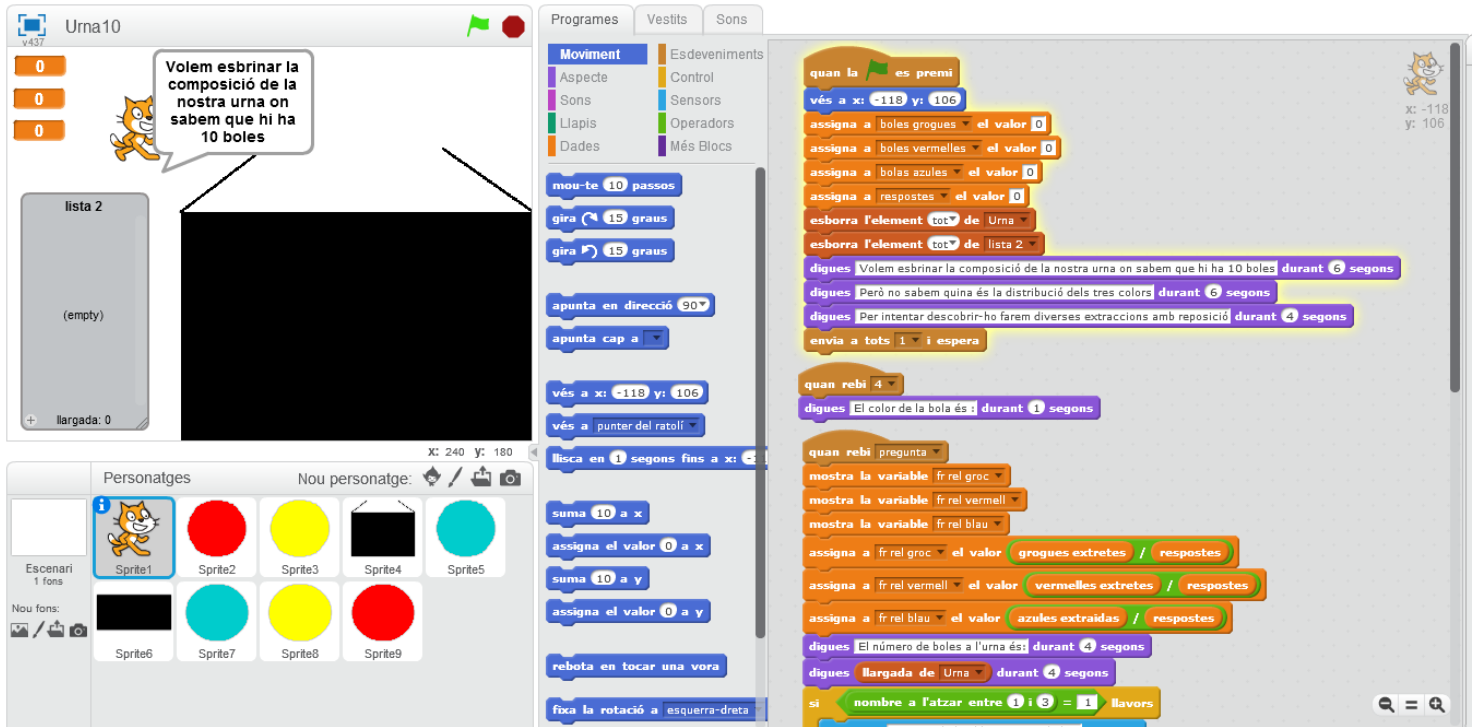 Urna10
v437
0
0
0
Volem esbrinar la
composició de la
nostra urna on
sabem que hi ha
10 boles
lista 2
(empty)
+ llargada: 0
x: 240 y: 180
Personatges
Nou personatge:
Escenari
1 fons
Nou fons:
Sprite1
Sprite2
Sprite3
Sprite4
Sprite5
Sprite6
Sprite7
Sprite8
Sprite9
Programes
Vestits
Sons
Moviment
Esdeveniments
Aspecte
Control
Sons
Sensors
Llapis
Operadors
Dades
Més Blocs
mou-te 10 passos
gira 15 graus
gira 15 graus
apunta en direcció 90
apunta cap a
vés a x: -118 y: 106
vés a punter del ratolí
llisca en 1 segons fins a x:
suma 10 a x
assigna el valor 0 a x
suma 10 a y
assigna el valor 0 a y
rebota en tocar una vora
fixa la rotació a esquerra-dreta
quan la es premi
vés a x: -118 y: 106
assigna a boles grogues el valor 0
assigna a boles vermelles el valor 0
assigna a bolas azules el valor 0
assigna a respostes el valor 0
esborra l'element tot de Urna
esborra l'element tot de lista 2
digues Volem esbrinar la composició de la nostra urna on sabem que hi ha 10 boles durant 6 segons
digues Però no sabem quina és la distribució dels tres colors durant 6 segons
digues Per intentar descobrir-ho farem diverses extraccions amb reposició durant 4 segons
envia a tots 1 i espera
quan rebi 4
digues El color de la bola és : durant 1 segons
quan rebi pregunta
mostra la variable fr rel groc
mostra la variable fr rel vermell
mostra la variable fr rel blau
assigna a fr rel groc el valor grogues extretes / respostes
assigna a fr rel vermell el valor vermelles extretes / respostes
assigna a fr rel blau el valor azules extraidas / respostes
digues El número de boles a l'urna és: durant 4 segons
digues llargada de Urna durant 4 segons
si nombre a l'atzar entre 1 i 3 = 1 llavors
x: -118
y: 106